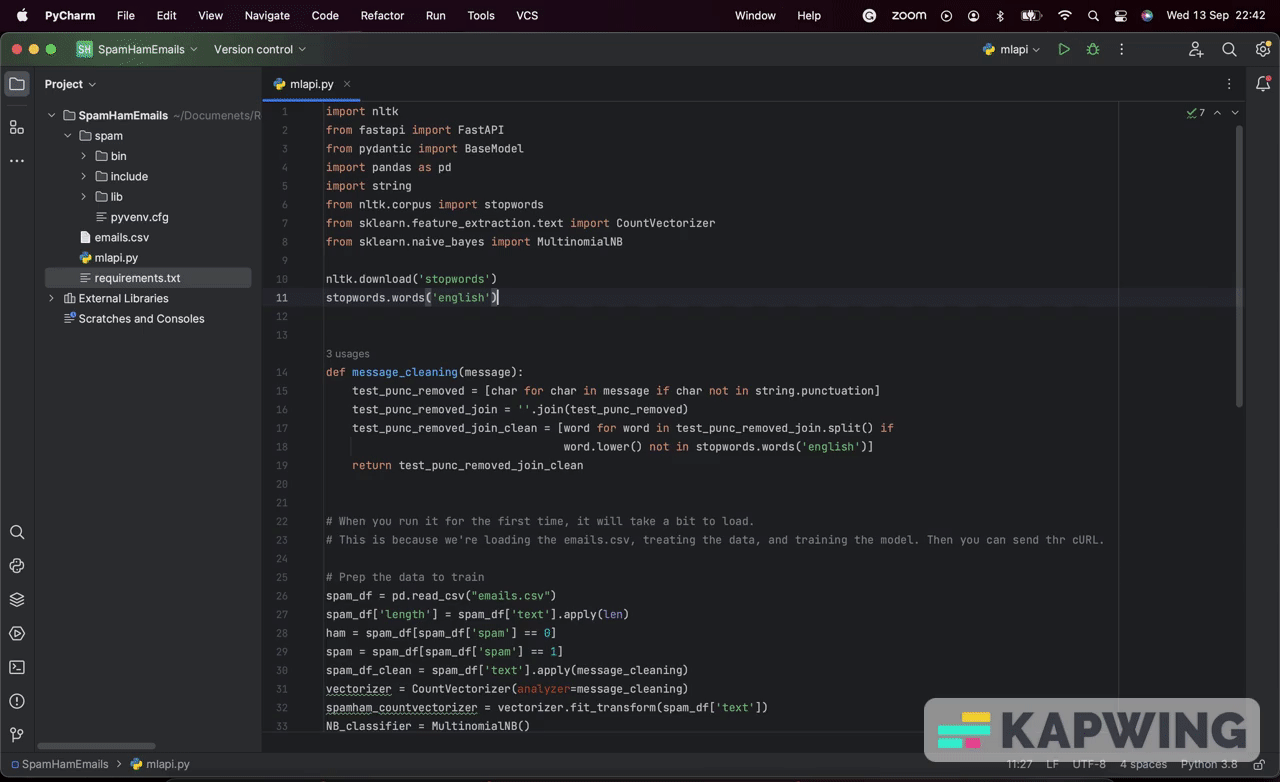 PyCharm File Edit View Navigate Code Refactor Run Tools VCS Window Help zoom Wed 13 Sep 22:42
SH SpamHamEmails Version control mlapi
Project
mlapi.py
SpamHamEmails ~/Documenets/R
spam
bin
include
lib
pyvenv.cfg
emails.csv
mlapi.py
requirements.txt
External Libraries
Scratches and Consoles
7
1 import nltk
2 from fastapi import FastAPI
3 from pydantic import BaseModel
4 import pandas as pd
5 import string
6 from nltk.corpus import stopwords
7 from sklearn.feature_extraction.text import CountVectorizer
8 from sklearn.naive_bayes import MultinomialNB
9
10 nltk.download('stopwords')
11 stopwords.words('english')
12
13
3 usages
14 def message_cleaning(message):
15 test_punc_removed = [char for char in message if char not in string.punctuation]
16 test_punc_removed_join = ''.join(test_punc_removed)
17 test_punc_removed_join_clean = [word for word in test_punc_removed_join.split() if
18 word.lower() not in stopwords.words('english')]
19 return test_punc_removed_join_clean
20
21
22 # When you run it for the first time, it will take a bit to load.
23 # This is because we're loading the emails.csv, treating the data, and training the model. Then you can send thr cURL.
24
25 # Prep the data to train
26 spam_df = pd.read_csv("emails.csv")
27 spam_df['length'] = spam_df['text'].apply(len)
28 ham = spam_df[spam_df['spam'] == 0]
29 spam = spam_df[spam_df['spam'] == 1]
30 spam_df_clean = spam_df['text'].apply(message_cleaning)
31 vectorizer = CountVectorizer(analyzer=message_cleaning)
32 spamham_countvectorizer = vectorizer.fit_transform(spam_df['text'])
33 NB_classifier = MultinomialNB()
KAPWING
SpamHamEmails > mlapi.py 11:27 LF UTF-8 4 spaces Python 3.8